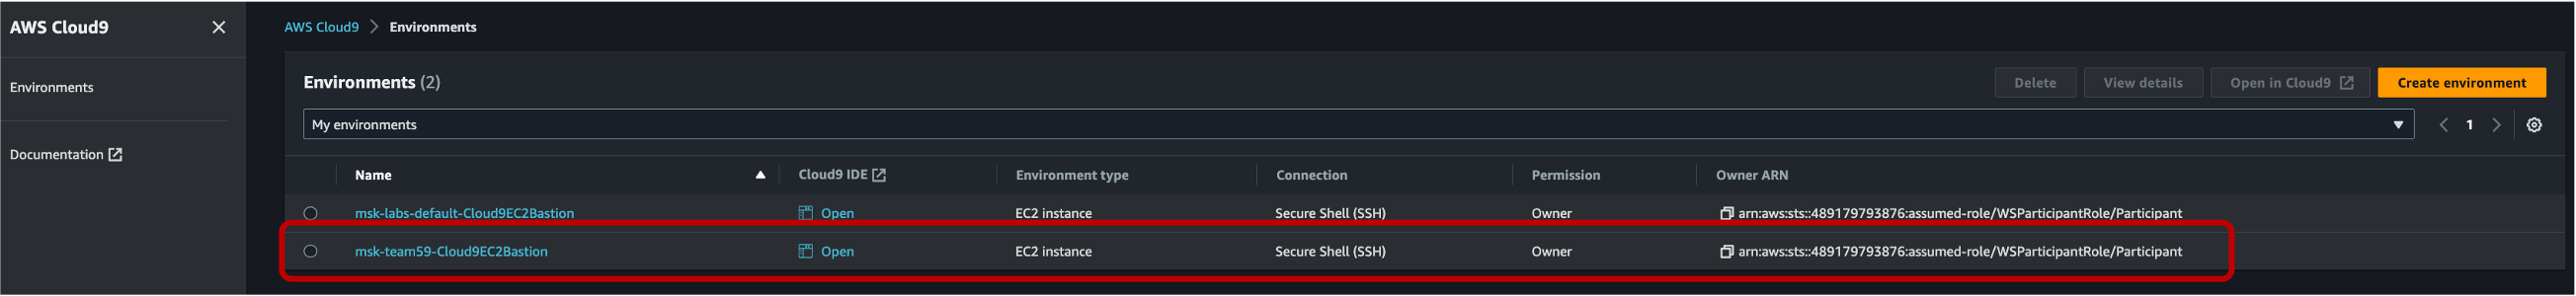 AWS Cloud9
Environments
Documentation
AWS Cloud9 > Environments
Environments (2)
Delete
View details
Open in Cloud9
Create environment
My environments
1
Name Cloud9 IDE Environment type Connection Permission Owner ARN
msk-labs-default-Cloud9EC2Bastion Open EC2 instance Secure Shell (SSH) Owner arn:aws:sts::489179793876:assumed-role/WSParticipantRole/Participant
msk-team59-Cloud9EC2Bastion Open EC2 instance Secure Shell (SSH) Owner arn:aws:sts::489179793876:assumed-role/WSParticipantRole/Participant